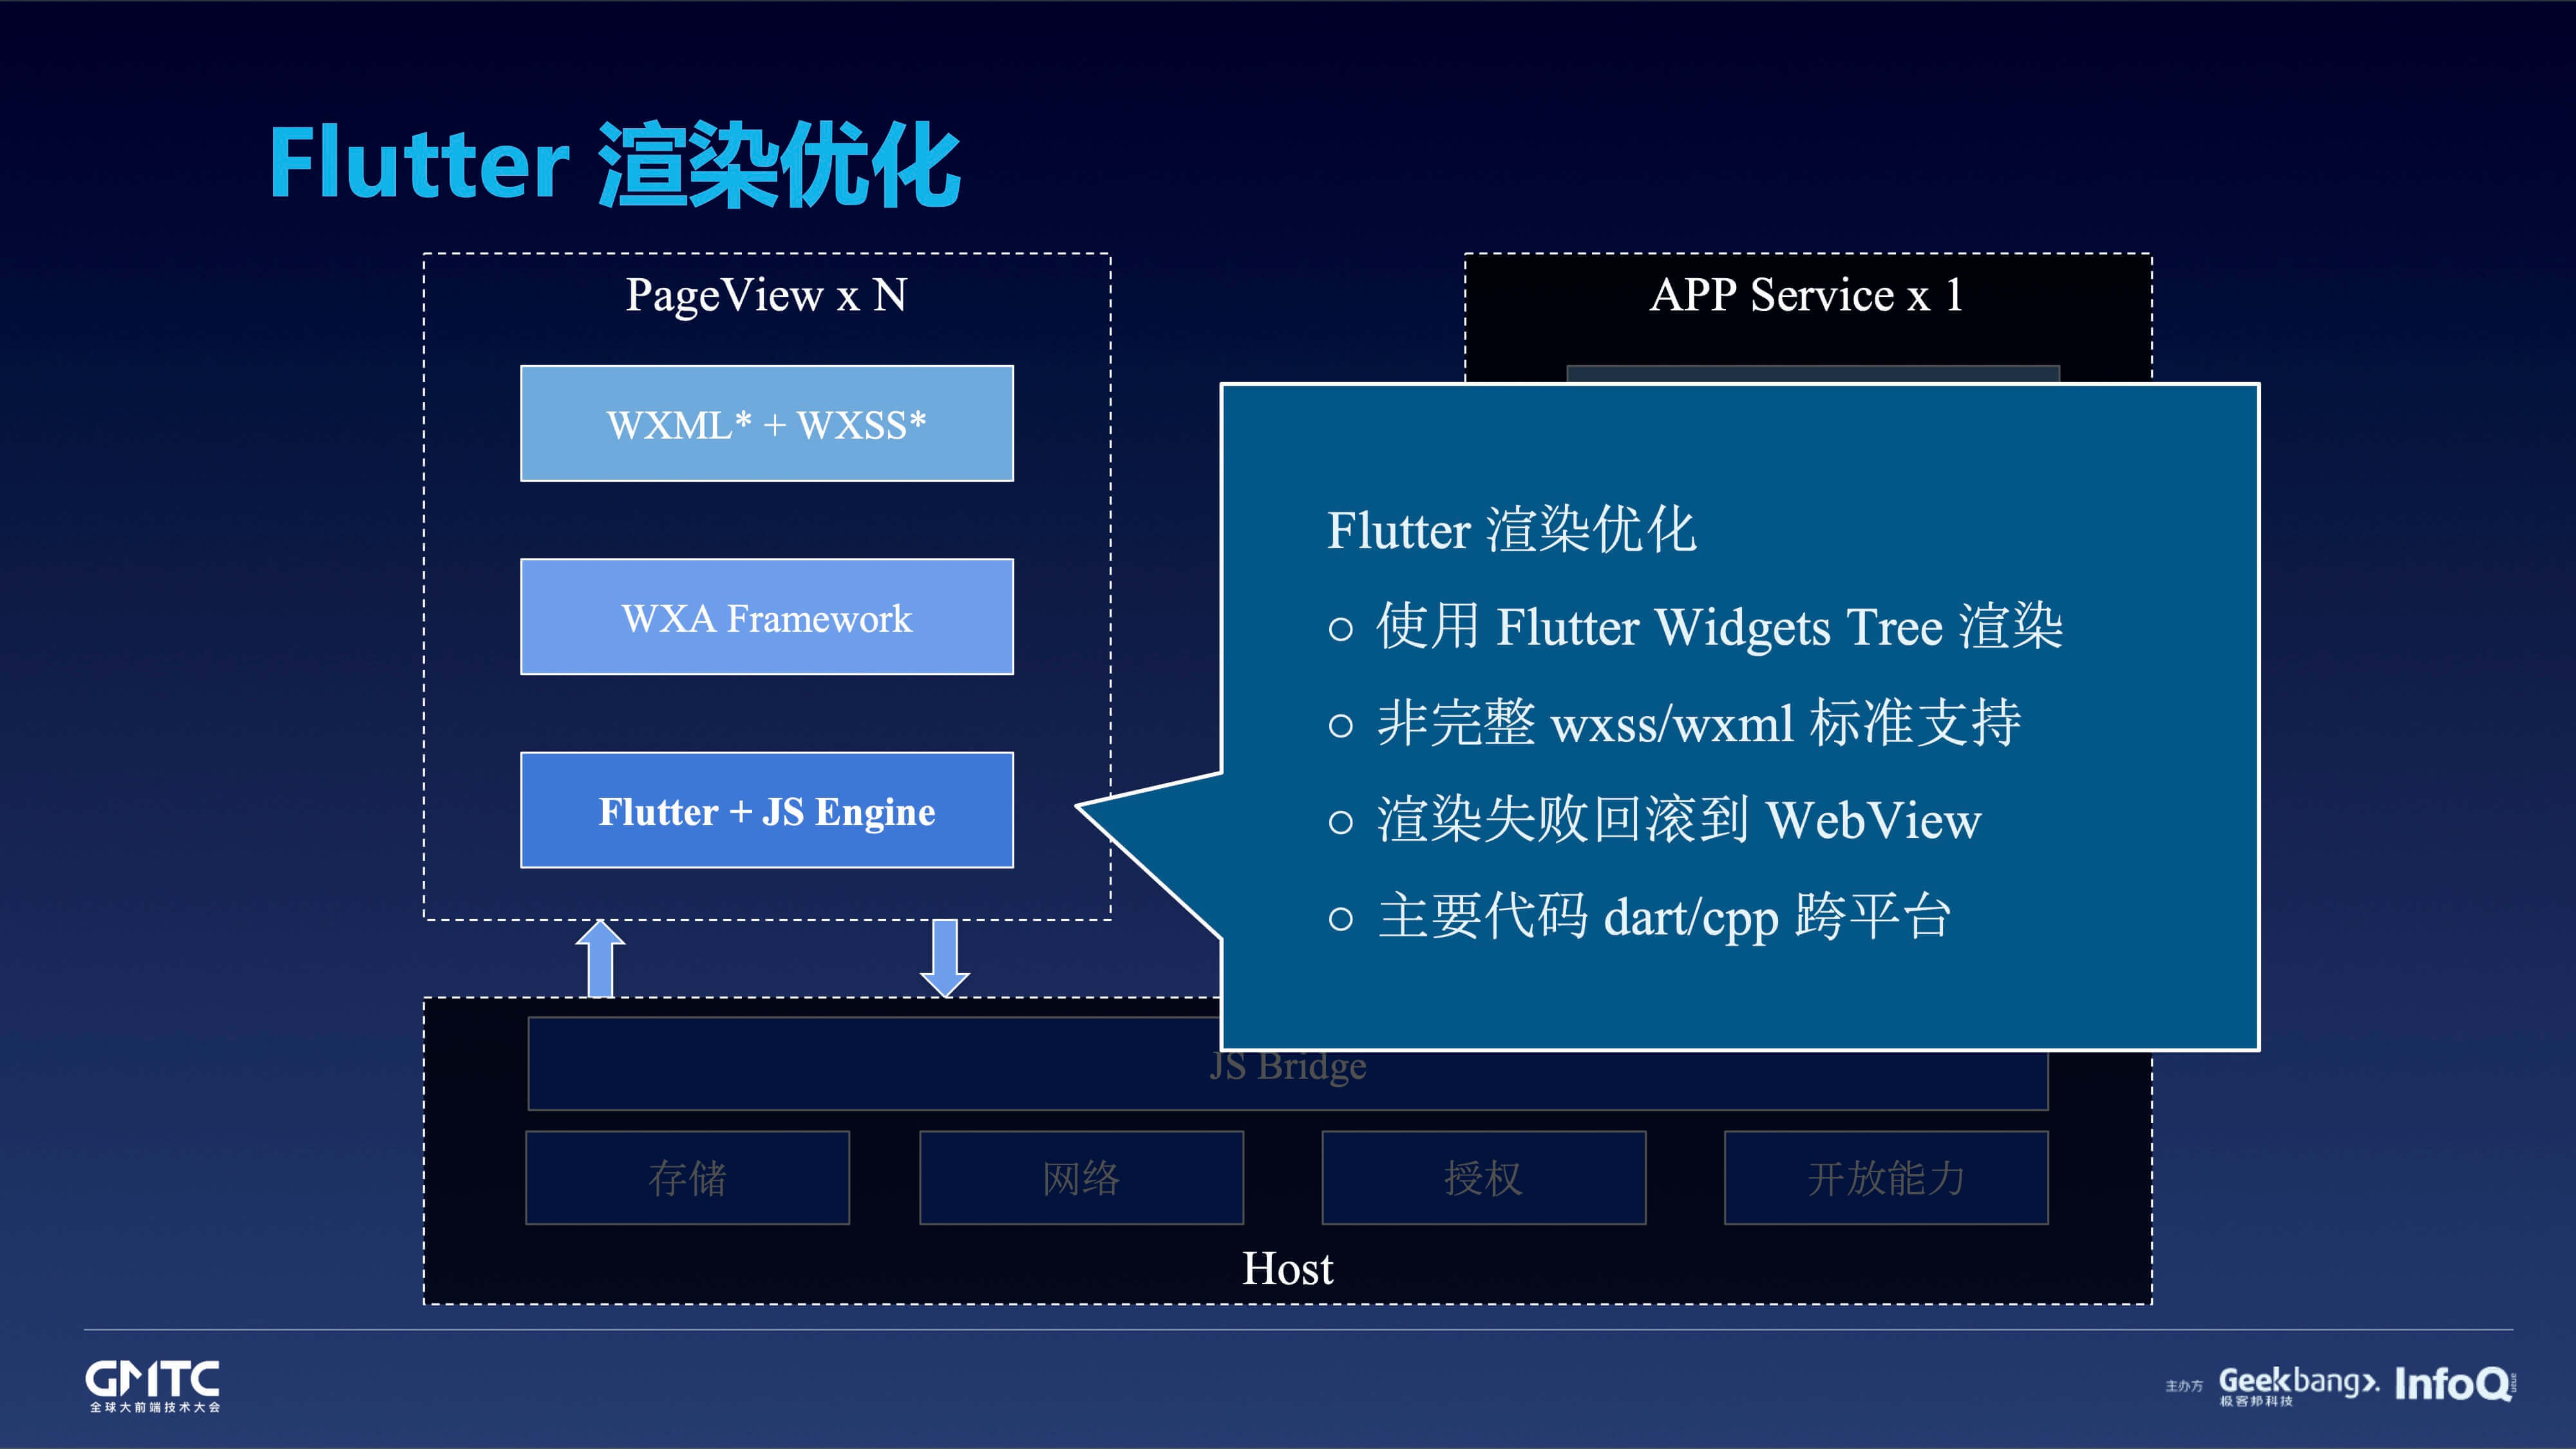 Flutter 渲染优化
PageView x N
WXML* + WXSS*
WXA Framework
Flutter + JS Engine
APP Service x 1
Flutter 渲染优化
○ 使用 Flutter Widgets Tree 渲染
○ 非完整 wxss/wxml 标准支持
○ 渲染失败回滚到 WebView
○ 主要代码 dart/cpp 跨平台
JS Bridge
存储
网络
授权
开放能力
Host
GMTC
全球大前端技术大会
主办方
Geekbang>.
极客邦科技
InfoQ